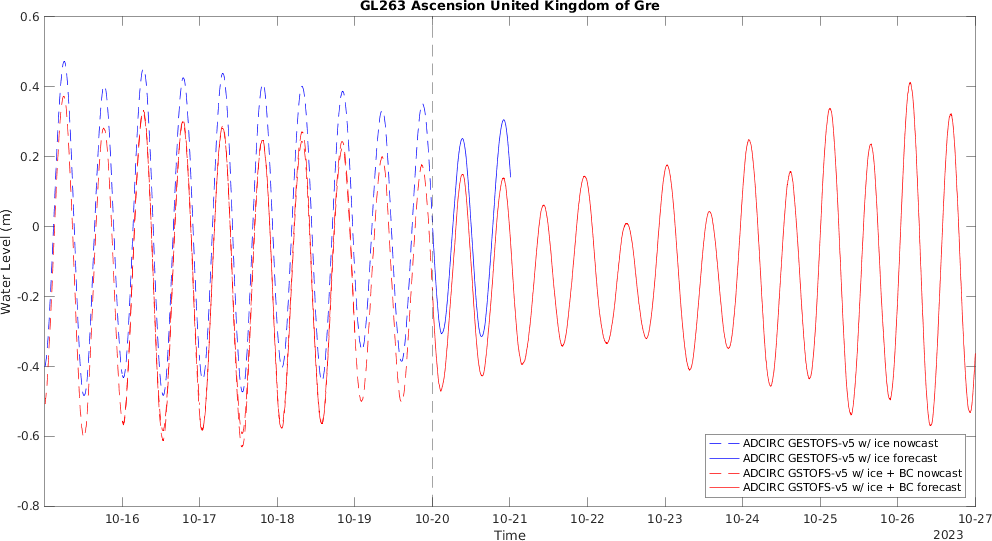 GL263 Ascension United Kingdom of Gre
0.6
0.4
0.2
0
-0.2
-0.4
-0.6
-0.8
Water Level (m)
ADCIRC GESTOFS-v5 w/ ice nowcast
ADCIRC GESTOFS-v5 w/ ice forecast
ADCIRC GSTOFS-v5 w/ ice + BC nowcast
ADCIRC GSTOFS-v5 w/ ice + BC forecast
10-16 10-17 10-18 10-19 10-20 10-21 10-22 10-23 10-24 10-25 10-26 10-27
Time
2023